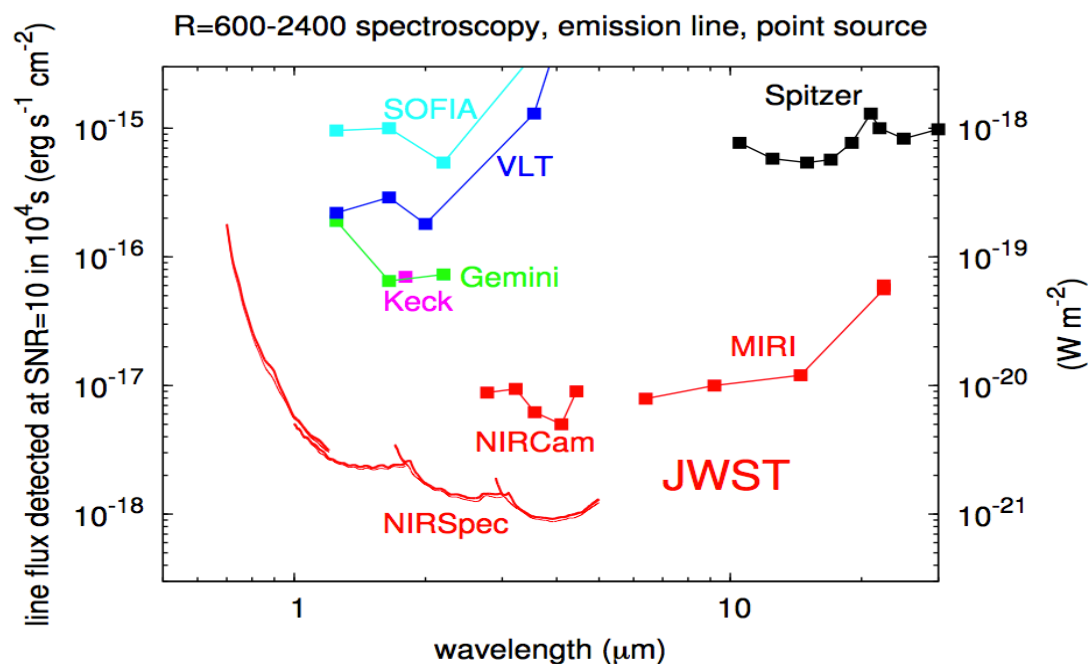 R=600-2400 spectroscopy, emission line, point source
line flux detected at SNR=10 in 10⁴s (erg s⁻¹ cm⁻²)
10⁻¹⁵
10⁻¹⁶
10⁻¹⁷
10⁻¹⁸
SOFIA
VLT
Gemini
Keck
Spitzer
MIRI
NIRCam
JWST
NIRSpec
10⁻¹⁸
10⁻¹⁹
10⁻²⁰
10⁻²¹
(W m⁻²)
1
10
wavelength (μm)